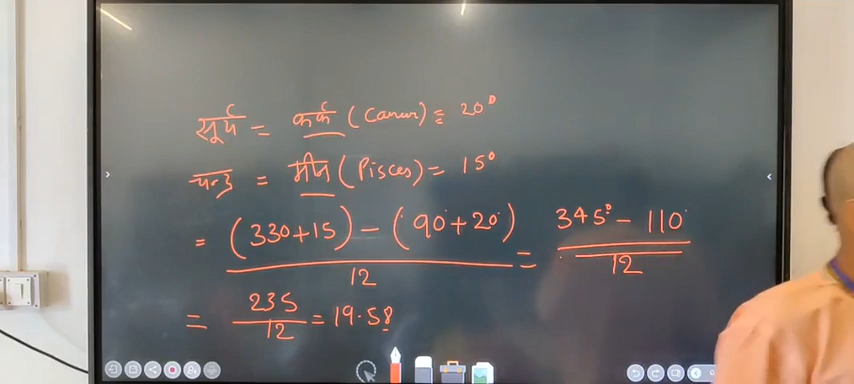 सूर्य = कर्क (Cancer) = 20°
चन्द्र = मीन (Pisces) = 15°
= (330+15) - (90°+20°) / 12 = 345° - 110° / 12
= 235 / 12 = 19.58